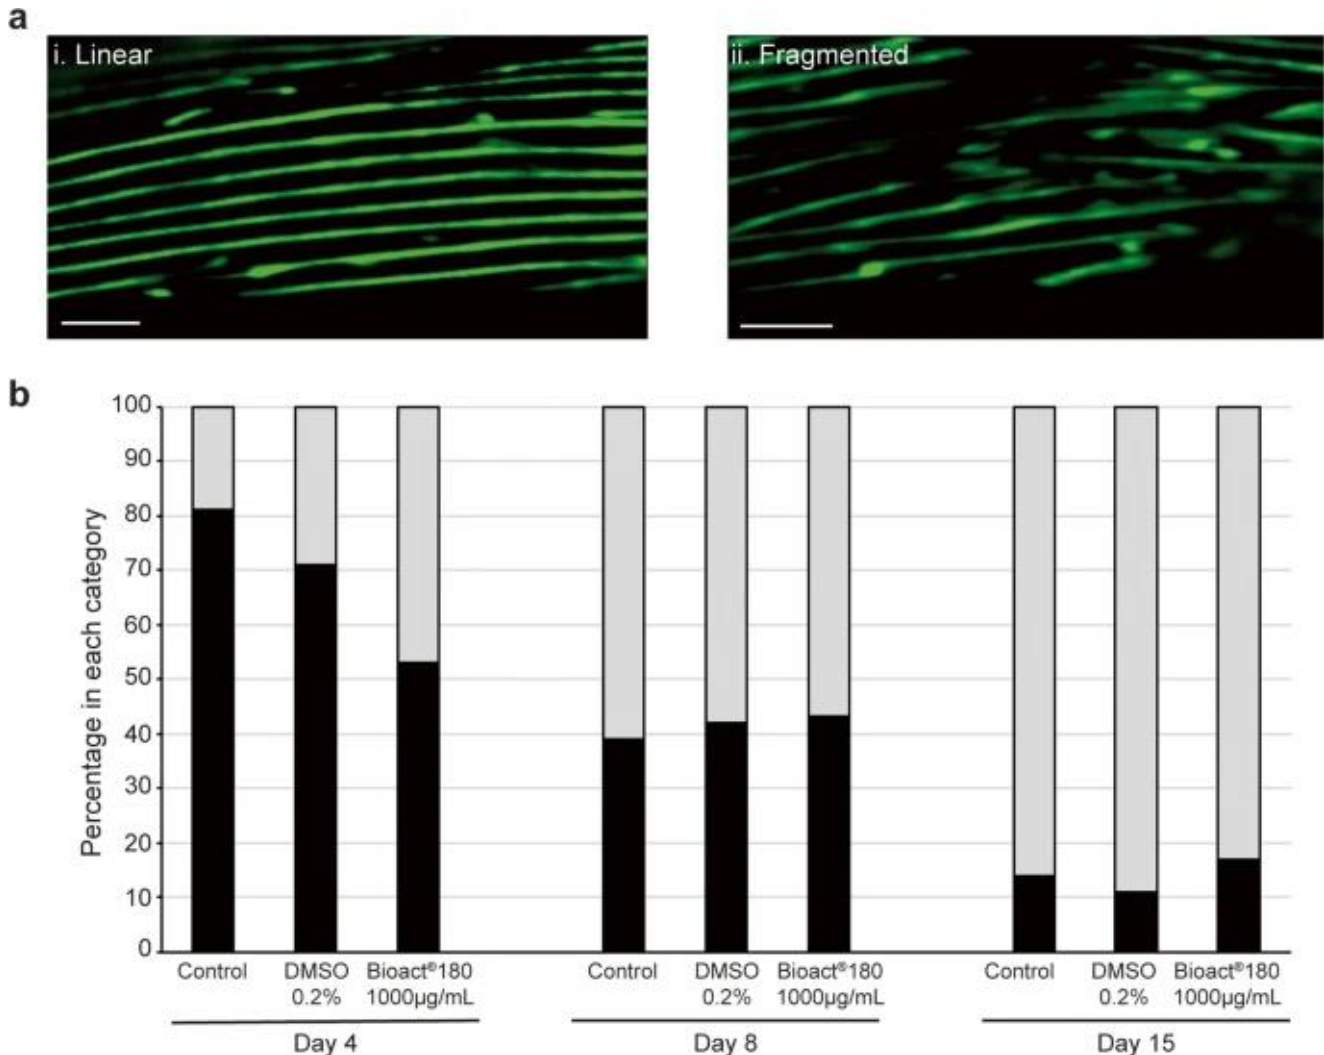 a
i. Linear
ii. Fragmented
b
Percentage in each category
100
90
80
70
60
50
40
30
20
10
0
Control
DMSO
0.2%
Bioact®180
1000µg/mL
Day 4
Control
DMSO
0.2%
Bioact®180
1000µg/mL
Day 8
Control
DMSO
0.2%
Bioact®180
1000µg/mL
Day 15